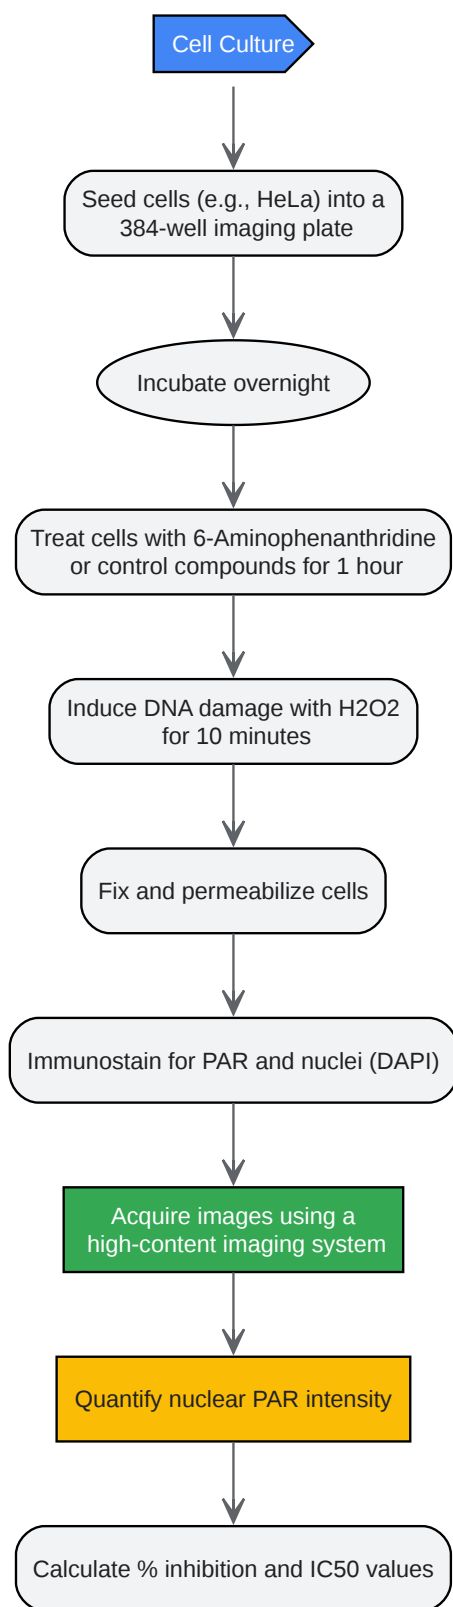 Cell Culture
Seed cells (e.g., HeLa) into a
384-well imaging plate
Incubate overnight
Treat cells with 6-Aminophenanthridine
or control compounds for 1 hour
Induce DNA damage with H2O2
for 10 minutes
Fix and permeabilize cells
Immunostain for PAR and nuclei (DAPI)
Acquire images using a
high-content imaging system
Quantify nuclear PAR intensity
Calculate % inhibition and IC50 values